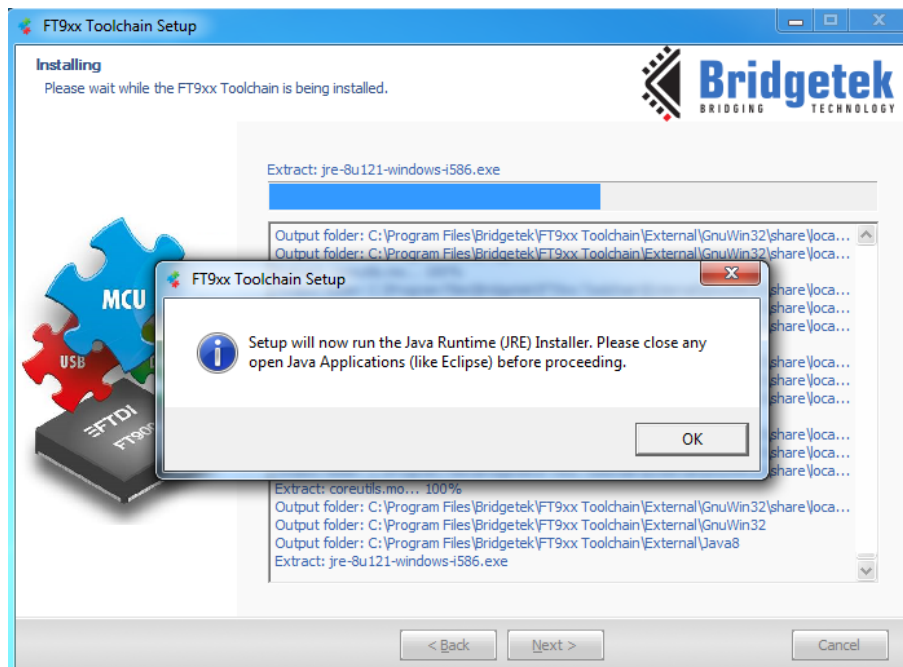 FT9xx Toolchain Setup
Installing
Please wait while the FT9xx Toolchain is being installed.
Bridgetek
BRIDGING TECHNOLOGY
Extract: jre-8u121-windows-i586.exe
Output folder: C:\Program Files\Bridgetek\FT9xx Toolchain\External\GnuWin32\share\loca...
Output folder: C:\Program Files\Bridgetek\FT9xx Toolchain\External\GnuWin32\share\loca...
100%
FT9xx Toolchain Setup
share\loca...
share\loca...
share\loca...
Setup will now run the Java Runtime (JRE) Installer. Please close any
open Java Applications (like Eclipse) before proceeding.
share\loca...
share\loca...
share\loca...
OK
share\loca...
share\loca...
share\loca...
MCU
USB
FTDI
FT900
Extract: coreutils.mo... 100%
Output folder: C:\Program Files\Bridgetek\FT9xx Toolchain\External\GnuWin32\share\loca...
Output folder: C:\Program Files\Bridgetek\FT9xx Toolchain\External\GnuWin32
Output folder: C:\Program Files\Bridgetek\FT9xx Toolchain\External\Java8
Extract: jre-8u121-windows-i586.exe
< Back
Next >
Cancel